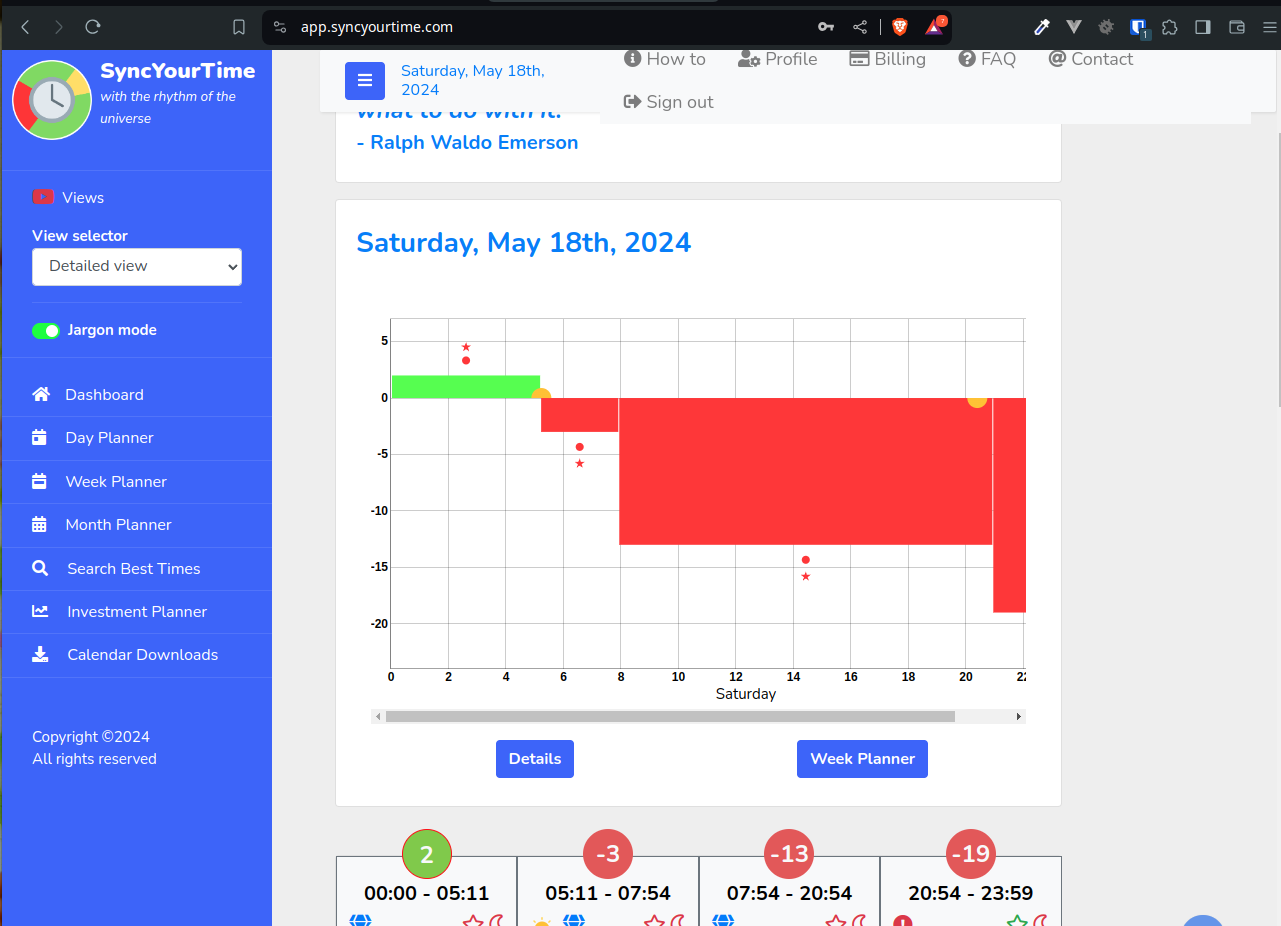 app.syncyourtime.com
7
1
SyncYourTime
with the rhythm of the
universe
Saturday, May 18th,
2024
How to
Profile
Billing
FAQ
Contact
Sign out
Views
View selector
Detailed view
Jargon mode
Dashboard
Day Planner
Week Planner
Month Planner
Search Best Times
Investment Planner
Calendar Downloads
Copyright ©2024
All rights reserved
what to do with it.
- Ralph Waldo Emerson
Saturday, May 18th, 2024
5
0
-5
-10
-15
-20
0 2 4 6 8 10 12 14 16 18 20 22
Saturday
Details
Week Planner
2 -3 -13 -19
00:00 - 05:11
05:11 - 07:54
07:54 - 20:54
20:54 - 23:59